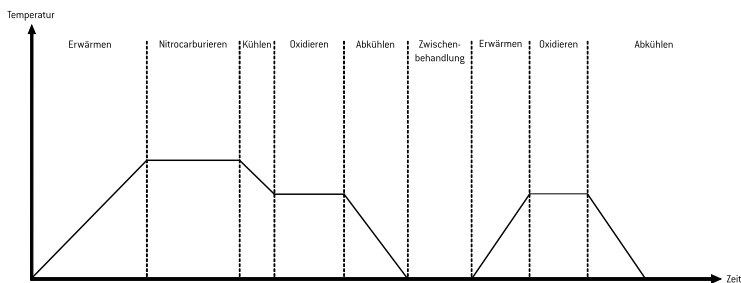 Temperatur
Erwärmen
Nitrocarburieren
Kühlen
Oxidieren
Abkühlen
Zwischen-
behandlung
Erwärmen
Oxidieren
Abkühlen
Zeit